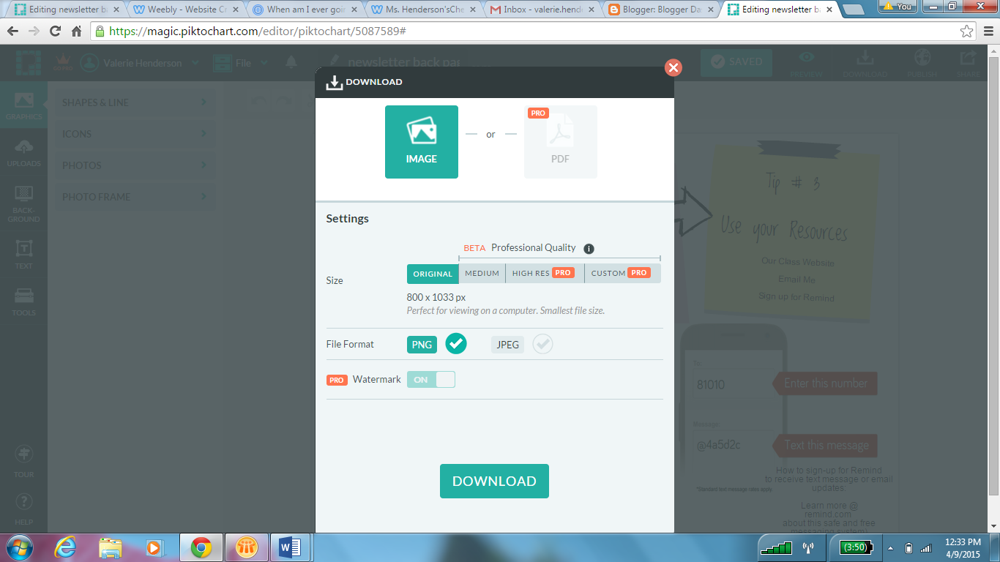 Editing newsletter ba
Weebly - Website Cr
When am I ever goin
Ms. Henderson'sChe
Inbox - valerie.hend
Blogger: Blogger Da
Editing newsletter ba
You
https://magic.piktochart.com/editor/piktochart/5087589#
Valerie Henderson
File
newsletter back pag
SAVED
PREVIEW
DOWNLOAD
PUBLISH
SHARE
GRAPHICS
UPLOADS
BACK-
GROUND
TEXT
TOOLS
TOUR
HELP
SHAPES & LINE
ICONS
PHOTOS
PHOTO FRAME
DOWNLOAD
IMAGE
or
PRO
PDF
Settings
BETA Professional Quality i
Size
ORIGINAL MEDIUM HIGH RES PRO CUSTOM PRO
800 x 1033 px
Perfect for viewing on a computer. Smallest file size.
File Format PNG JPEG
PRO Watermark ON
DOWNLOAD
Tip # 3
Use your Resources
Our Class Website
Email Me
Sign up for Remind
To:
81010
Enter this number
Message:
@4a5d2c
Text this message
*Standard text message rates apply.
How to sign-up for Remind
to receive text message or email
updates:
Learn more @
remind.com
about this safe and free
messaging system)
(3:50)
12:33 PM
4/9/2015